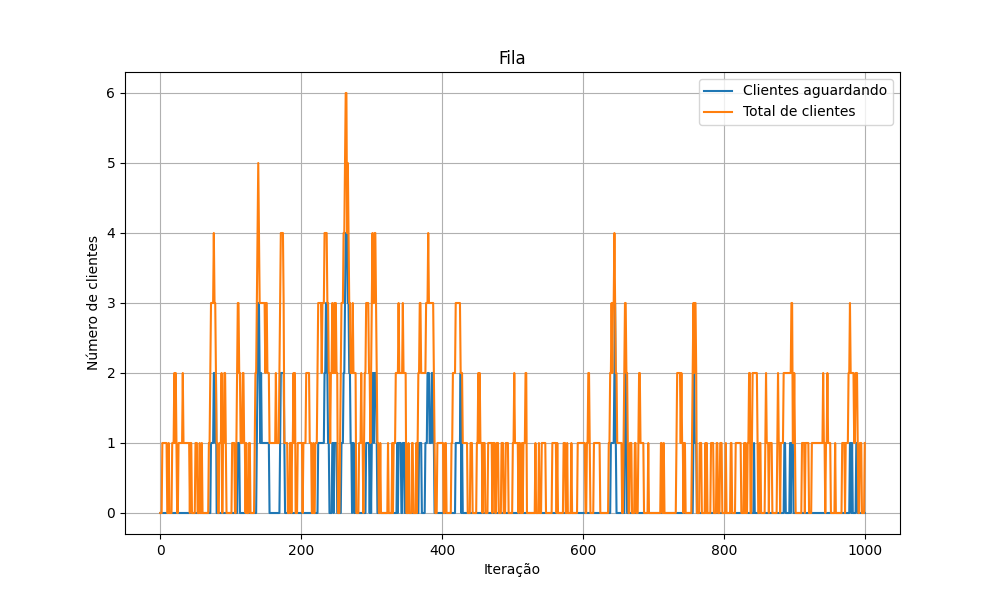 Fila
Clientes aguardando
Total de clientes
Número de clientes
6
5
4
3
2
1
0
0 200 400 600 800 1000
Iteração